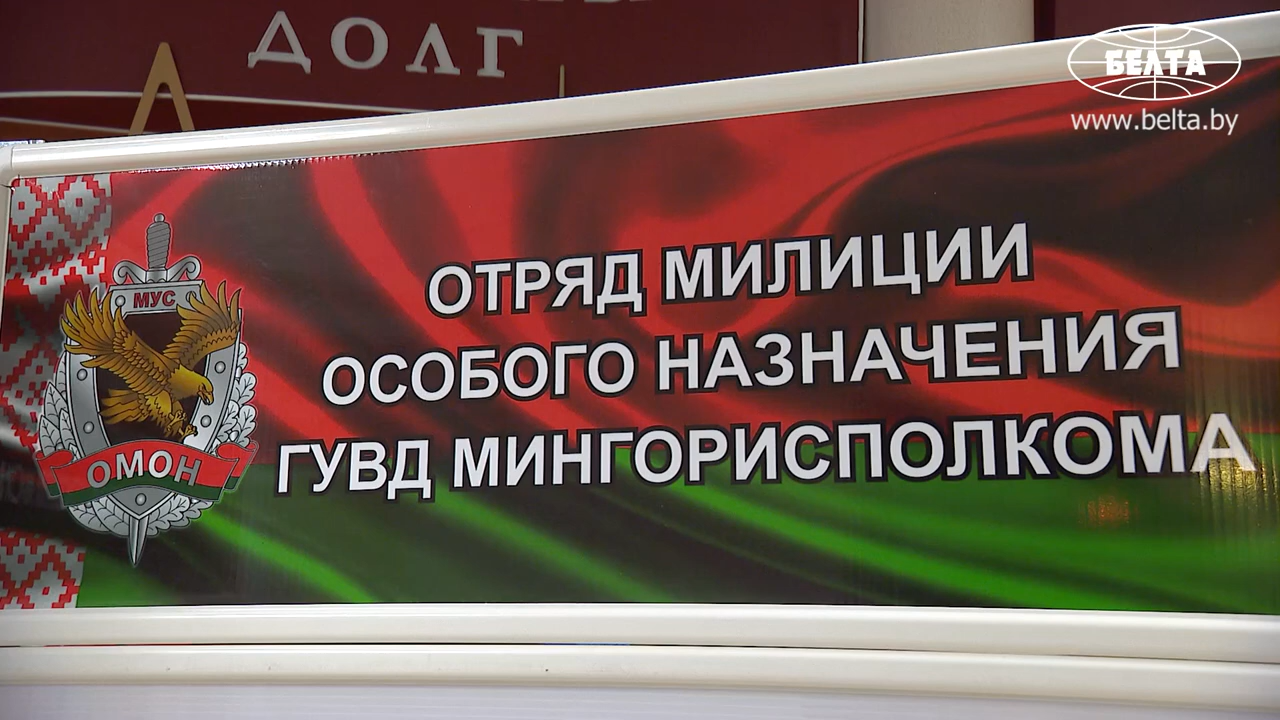 ДОЛГ
БЕЛТА
www.belta.by
ОТРЯД МИЛИЦИИ
ОСОБОГО НАЗНАЧЕНИЯ
ГУВД МИНГОРИСПОЛКОМА
МУС
ОМОН